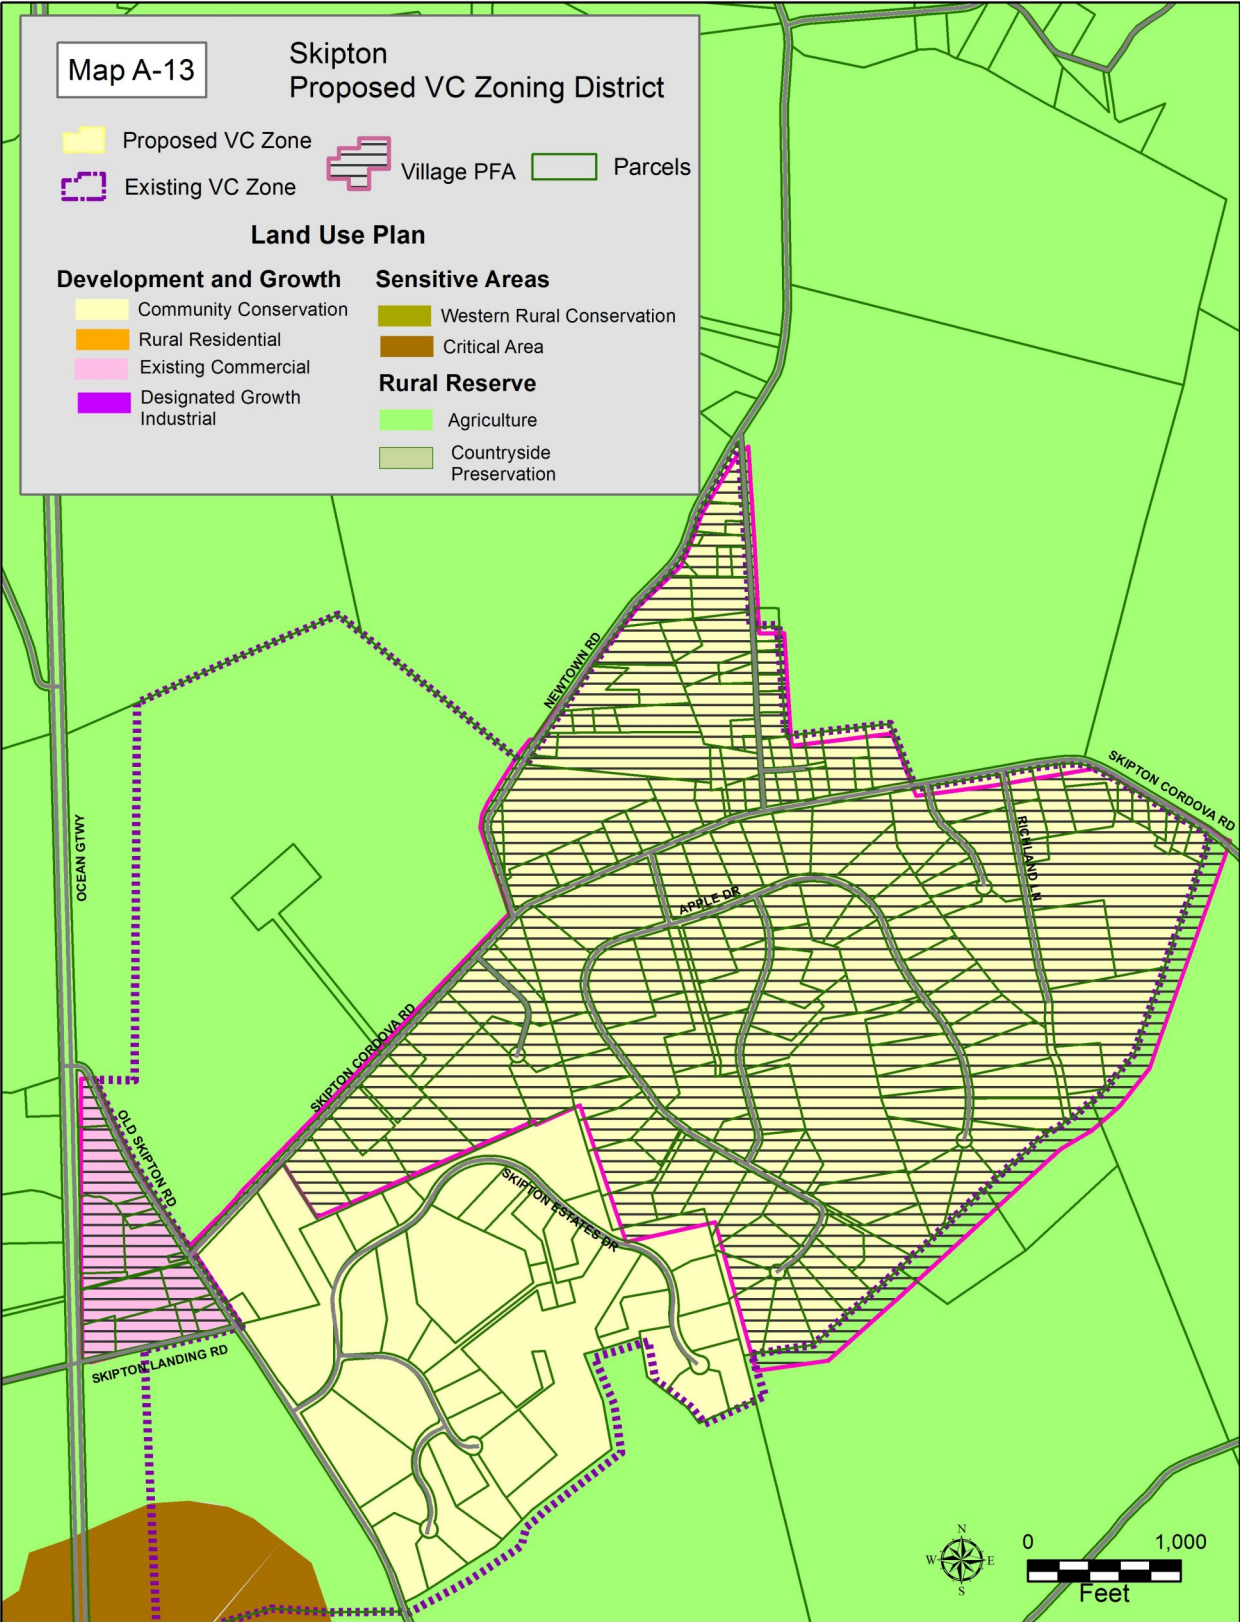 Map A-13
Skipton
Proposed VC Zoning District
Proposed VC Zone
Existing VC Zone
Village PFA
Parcels
Land Use Plan
Development and Growth
Community Conservation
Rural Residential
Existing Commercial
Designated Growth
Industrial
Sensitive Areas
Western Rural Conservation
Critical Area
Rural Reserve
Agriculture
Countryside
Preservation
NEWTOWN RD
SKIPTON CORDOVA RD
OCEAN GTWY
RICHLAND LN
APPLE DR
SKIPTON CORDOVA RD
OLD SKIPTON RD
SKIPTON ESTATES DR
SKIPTON LANDING RD
N
W
E
S
0
1,000
Feet